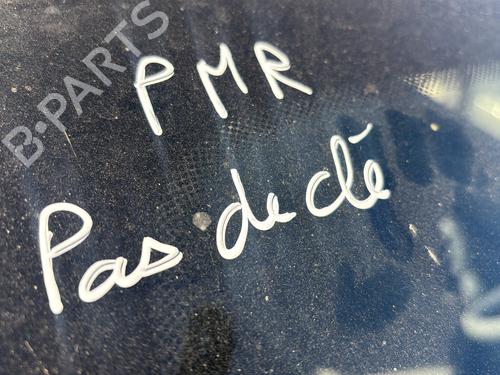 B-PARTS
PMR
Pas de clé